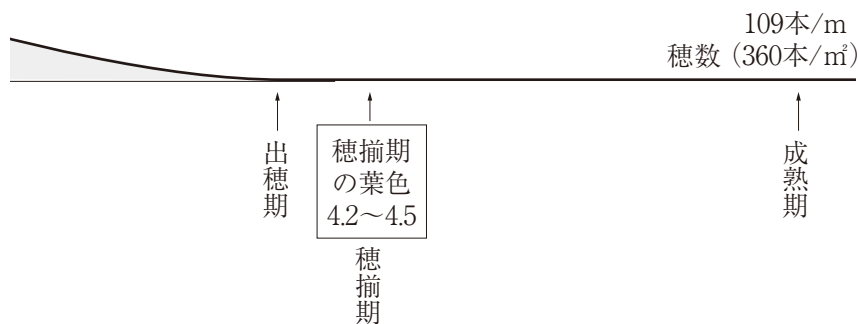 109本/m
穂数（360本/㎡）
出穂期
穂揃期
の葉色
4.2～4.5
穂揃期
成熟期